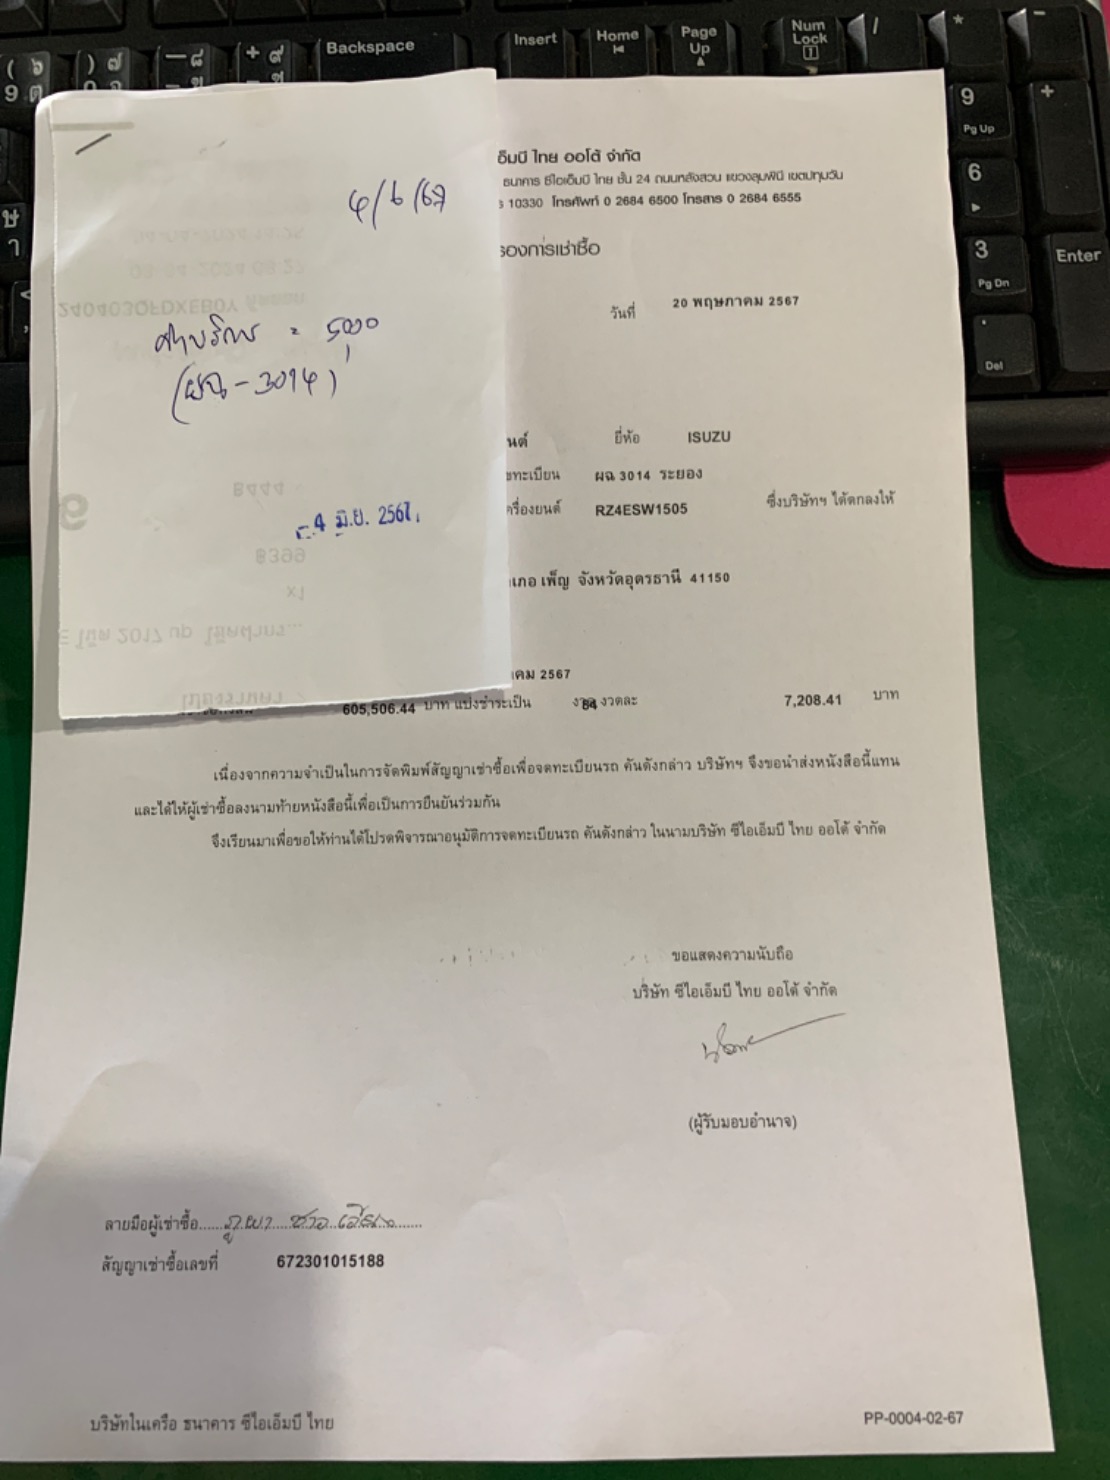 4/6/67
ค่าบริการ = 500
(ผฉ-3014)
-4 มิ.ย. 2567
อ็มบี ไทย ออโต้ จำกัด
ธนาคาร ซีไอเอ็มบี ไทย ชั้น 24 ถนนหลังสวน แขวงลุมพินี เขตปทุมวัน
10330 โทรศัพท์ 0 2684 6500 โทรสาร 0 2684 6555
รองการเช่าซื้อ
วันที่ 20 พฤษภาคม 2567
นต์ ยี่ห้อ ISUZU
ทะเบียน ผฉ 3014 ระยอง
ครื่องยนต์ RZ4ESW1505 ซึ่งบริษัทฯ ได้ตกลงให้
เภอ เพ็ญ จังหวัดอุดรธานี 41150
าคม 2567
605,506.44 บาท แบ่งชำระเป็น 84 งวด งวดละ 7,208.41 บาท
เนื่องจากความจำเป็นในการจัดพิมพ์สัญญาเช่าซื้อเพื่อจดทะเบียนรถ คันดังกล่าว บริษัทฯ จึงขอนำส่งหนังสือนี้แทน
และได้ให้ผู้เช่าซื้อลงนามท้ายหนังสือนี้เพื่อเป็นการยืนยันร่วมกัน
จึงเรียนมาเพื่อขอให้ท่านได้โปรดพิจารณาอนุมัติการจดทะเบียนรถ คันดังกล่าว ในนามบริษัท ซีไอเอ็มบี ไทย ออโต้ จำกัด
ขอแสดงความนับถือ
บริษัท ซีไอเอ็มบี ไทย ออโต้ จำกัด
(ผู้รับมอบอำนาจ)
ลายมือผู้เช่าซื้อ
สัญญาเช่าซื้อเลขที่ 672301015188
บริษัทในเครือ ธนาคาร ซีไอเอ็มบี ไทย
PP-0004-02-67
Backspace
Insert
Home
Page Up
Num Lock
9
Pg Up
6
3
Pg Dn
Enter
Del